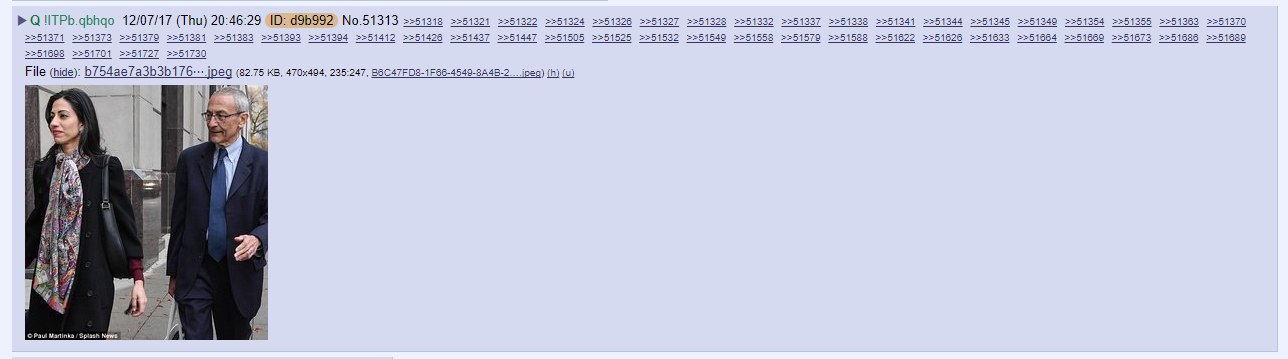 ▶ Q !ITPb.qbhqo 12/07/17 (Thu) 20:46:29 ID: d9b992 No.51313 >>51318 >>51321 >>51322 >>51324 >>51326 >>51327 >>51328 >>51332 >>51337 >>51338 >>51341 >>51344 >>51345 >>51349 >>51354 >>51355 >>51363 >>51370
>>51371 >>51373 >>51379 >>51381 >>51383 >>51393 >>51394 >>51412 >>51426 >>51437 >>51447 >>51505 >>51525 >>51532 >>51549 >>51558 >>51579 >>51588 >>51622 >>51626 >>51633 >>51664 >>51669 >>51673 >>51686 >>51689
>>51698 >>51701 >>51727 >>51730
File (hide): b754ae7a3b3b176⋯.jpeg (82.75 KB, 470x494, 235:247, B6C47FD8-1F66-4549-8A4B-2….jpeg) (h) (u)
© Paul Martinka / Splash News